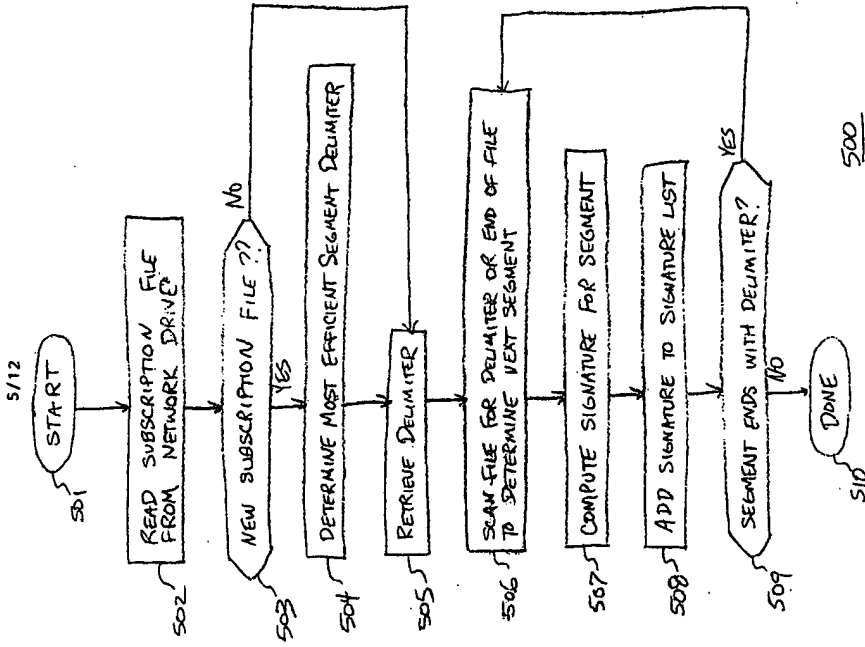 5/12
START
501
READ SUBSCRIPTION FILE
FROM NETWORK DRIVE
502
NEW SUBSCRIPTION FILE??
NO
503
YES
DETERMINE MOST EFFICIENT SEGMENT DELIMITER
504
RETRIEVE DELIMITER
505
SCAN FILE FOR DELIMITER OR END OF FILE
TO DETERMINE NEXT SEGMENT
506
COMPUTE SIGNATURE FOR SEGMENT
507
ADD SIGNATURE TO SIGNATURE LIST
508
SEGMENT ENDS WITH DELIMITER?
YES
509
NO
DONE
510
500